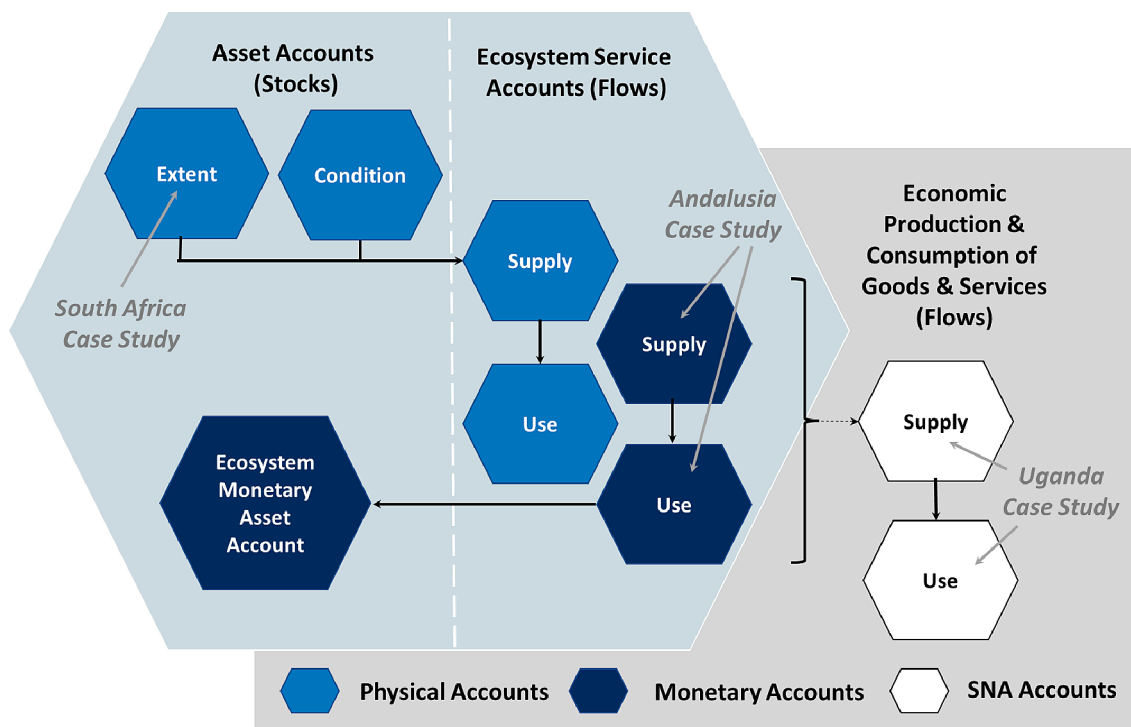 Asset Accounts
(Stocks)
Ecosystem Service
Accounts (Flows)
Extent
Condition
South Africa
Case Study
Supply
Use
Andalusia
Case Study
Supply
Use
Ecosystem
Monetary
Asset
Account
Economic
Production &
Consumption of
Goods & Services
(Flows)
Supply
Use
Uganda
Case Study
Physical Accounts
Monetary Accounts
SNA Accounts